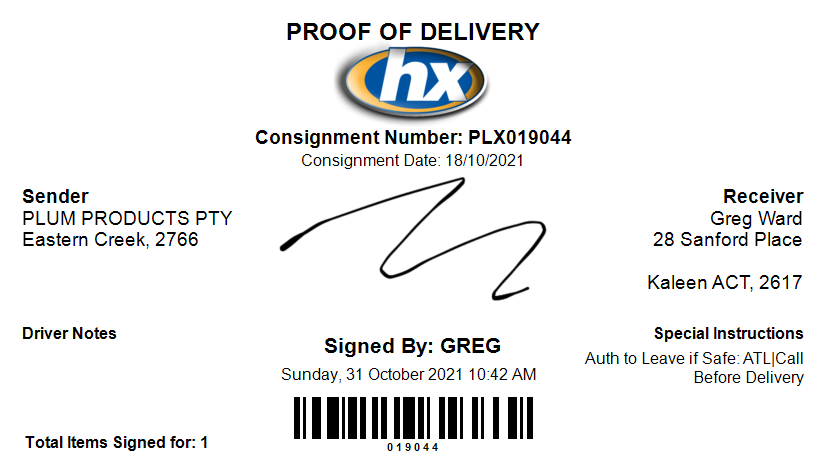 PROOF OF DELIVERY
hx
Consignment Number: PLX019044
Consignment Date: 18/10/2021
Sender
PLUM PRODUCTS PTY
Eastern Creek, 2766
Receiver
Greg Ward
28 Sanford Place
Kaleen ACT, 2617
Driver Notes
Signed By: GREG
Sunday, 31 October 2021 10:42 AM
Special Instructions
Auth to Leave if Safe: ATL|Call
Before Delivery
019044
Total Items Signed for: 1